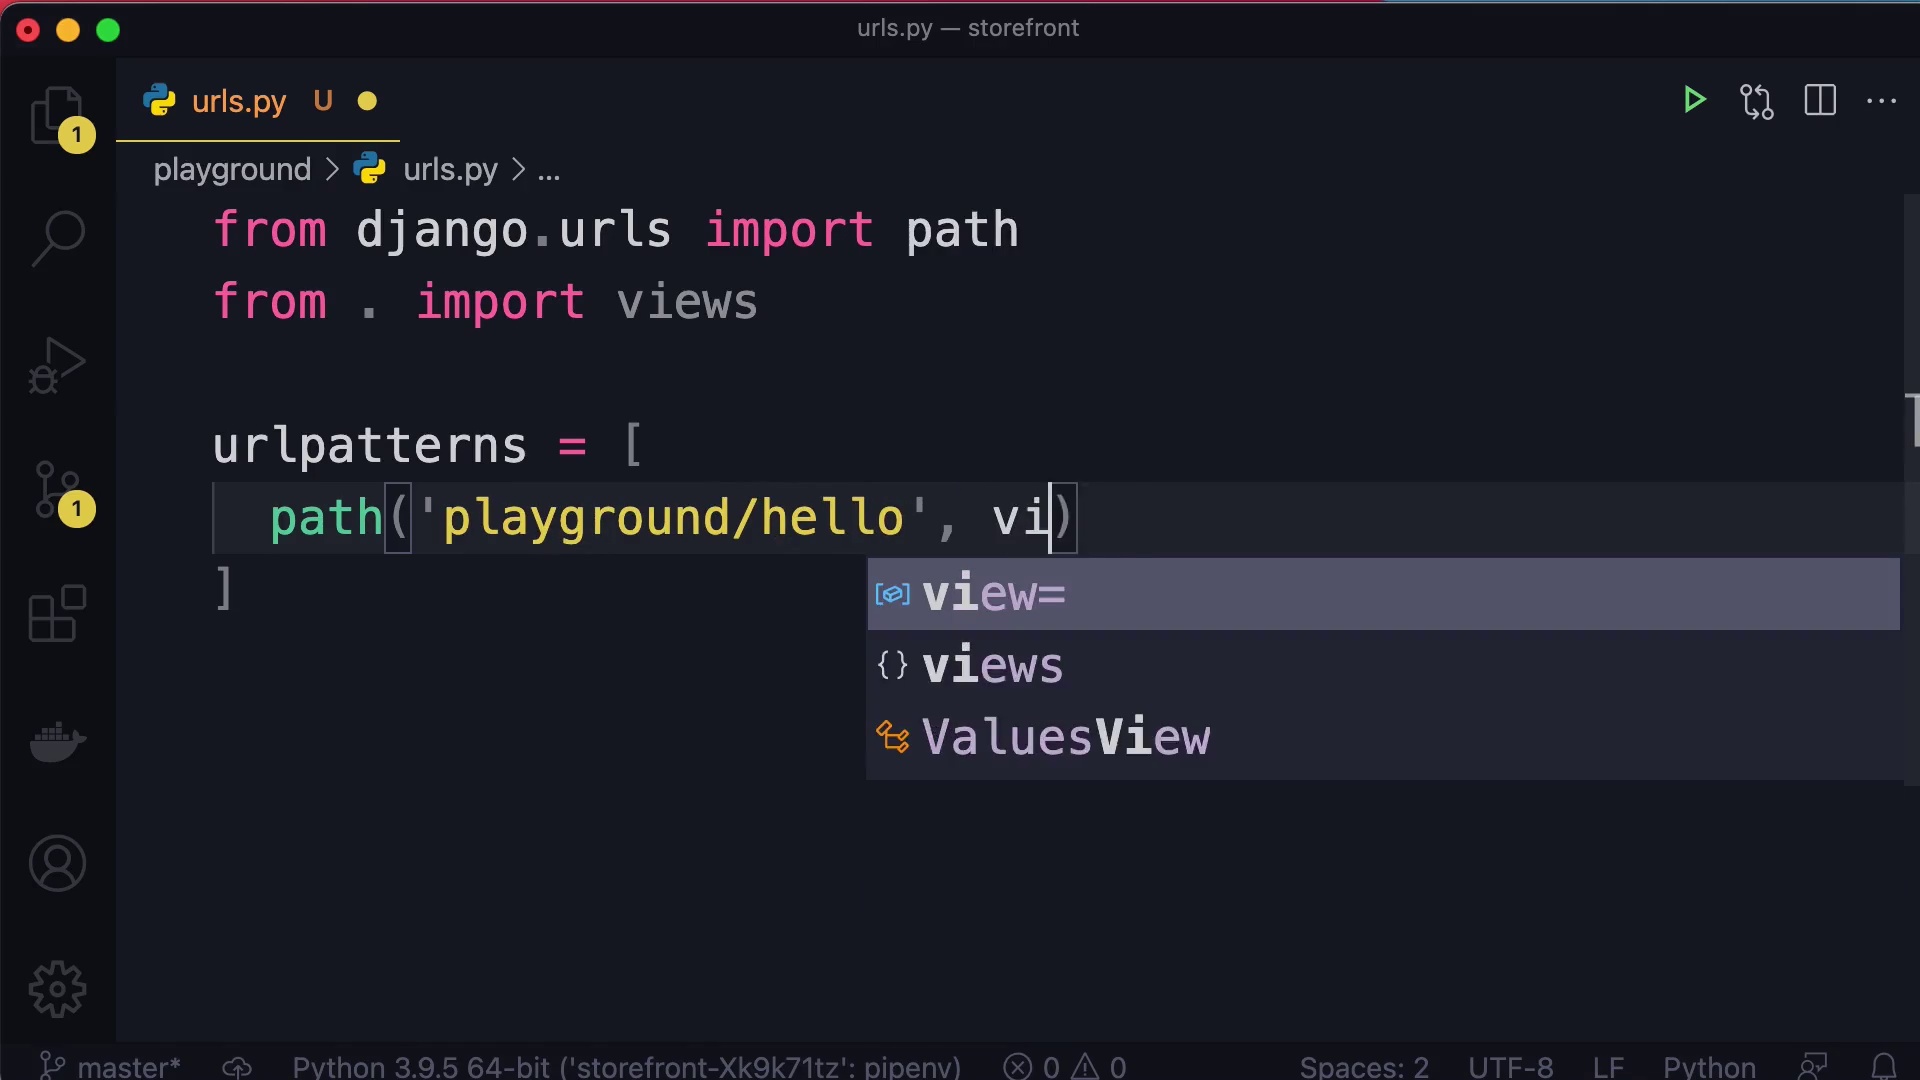 urls.py — storefront
urls.py U
1
playground > urls.py > ...
from django.urls import path
from . import views
urlpatterns = [
path('playground/hello', vi)
]
view=
views
ValuesView
1
master* Python 3.9.5 64-bit ('storefront-Xk9k71tz': pipenv) 0 0 Spaces: 2 UTF-8 LF Python